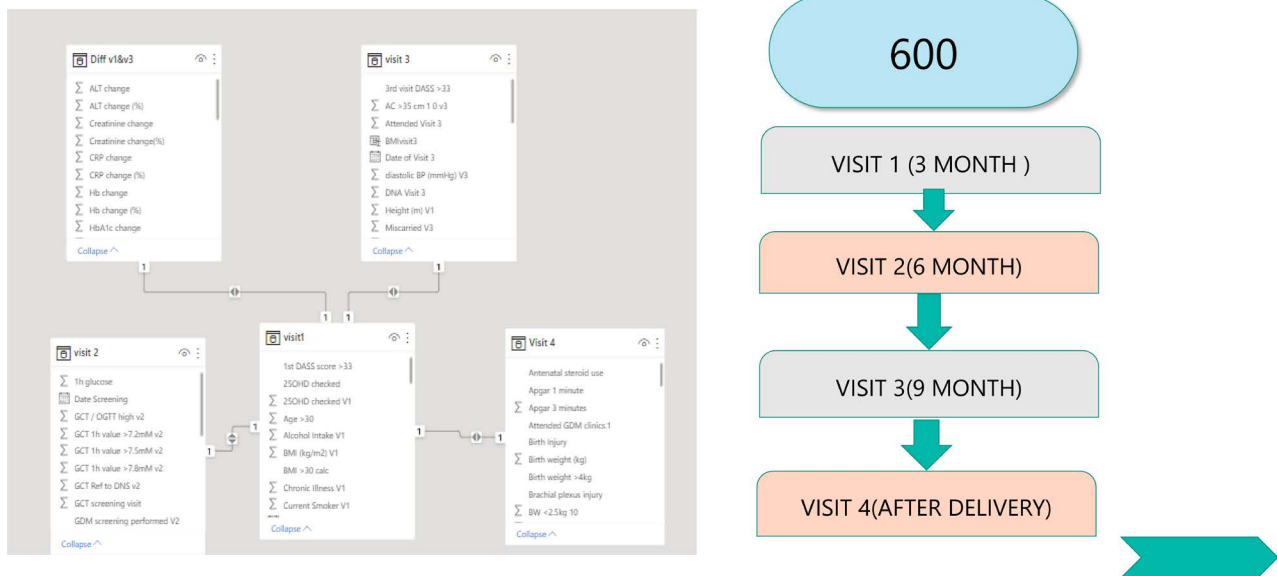 Diff v1&v3
ALT change
ALT change (%)
Creatinine change
Creatinine change(%)
CRP change
CRP change (%)
Hb change
Hb change (%)
HbA1c change
Collapse
visit 3
3rd visit DASS >33
AC >35 cm 1 0 v3
Attended Visit 3
BMIvisit3
Date of Visit 3
diastolic BP (mmHg) V3
DNA Visit 3
Height (m) V1
Miscarried V3
Collapse
1
1
1
1
visit 2
1h glucose
Date Screening
GCT / OGTT high v2
GCT 1h value >7.2mM v2
GCT 1h value >7.5mM v2
GCT 1h value >7.8mM v2
GCT Ref to DNS v2
GCT screening visit
GDM screening performed V2
Collapse
1
1
visit1
1st DASS score >33
25OHD checked
25OHD checked V1
Age >30
Alcohol Intake V1
BMI (kg/m2) V1
BMI >30 calc
Chronic Illness V1
Current Smoker V1
Collapse
1
1
Visit 4
Antenatal steroid use
Apgar 1 minute
Apgar 3 minutes
Attended GDM clinics.1
Birth Injury
Birth weight (kg)
Birth weight >4kg
Brachial plexus injury
BW <2.5kg 10
Collapse
600
VISIT 1 (3 MONTH )
VISIT 2(6 MONTH)
VISIT 3(9 MONTH)
VISIT 4(AFTER DELIVERY)